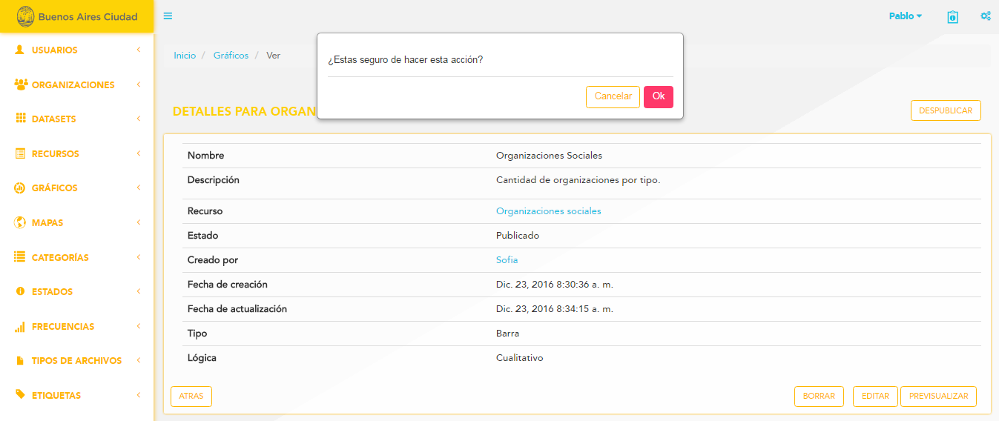 Buenos Aires Ciudad
Pablo
USUARIOS
ORGANIZACIONES
DATASETS
RECURSOS
GRÁFICOS
MAPAS
CATEGORÍAS
ESTADOS
FRECUENCIAS
TIPOS DE ARCHIVOS
ETIQUETAS
Inicio / Gráficos / Ver
¿Estas seguro de hacer esta acción?
Cancelar Ok
DETALLES PARA ORGAN
DESPUBLICAR
Nombre Organizaciones Sociales
Descripción Cantidad de organizaciones por tipo.
Recurso Organizaciones sociales
Estado Publicado
Creado por Sofia
Fecha de creación Dic. 23, 2016 8:30:36 a. m.
Fecha de actualización Dic. 23, 2016 8:34:15 a. m.
Tipo Barra
Lógica Cualitativo
ATRAS BORRAR EDITAR PREVISUALIZAR